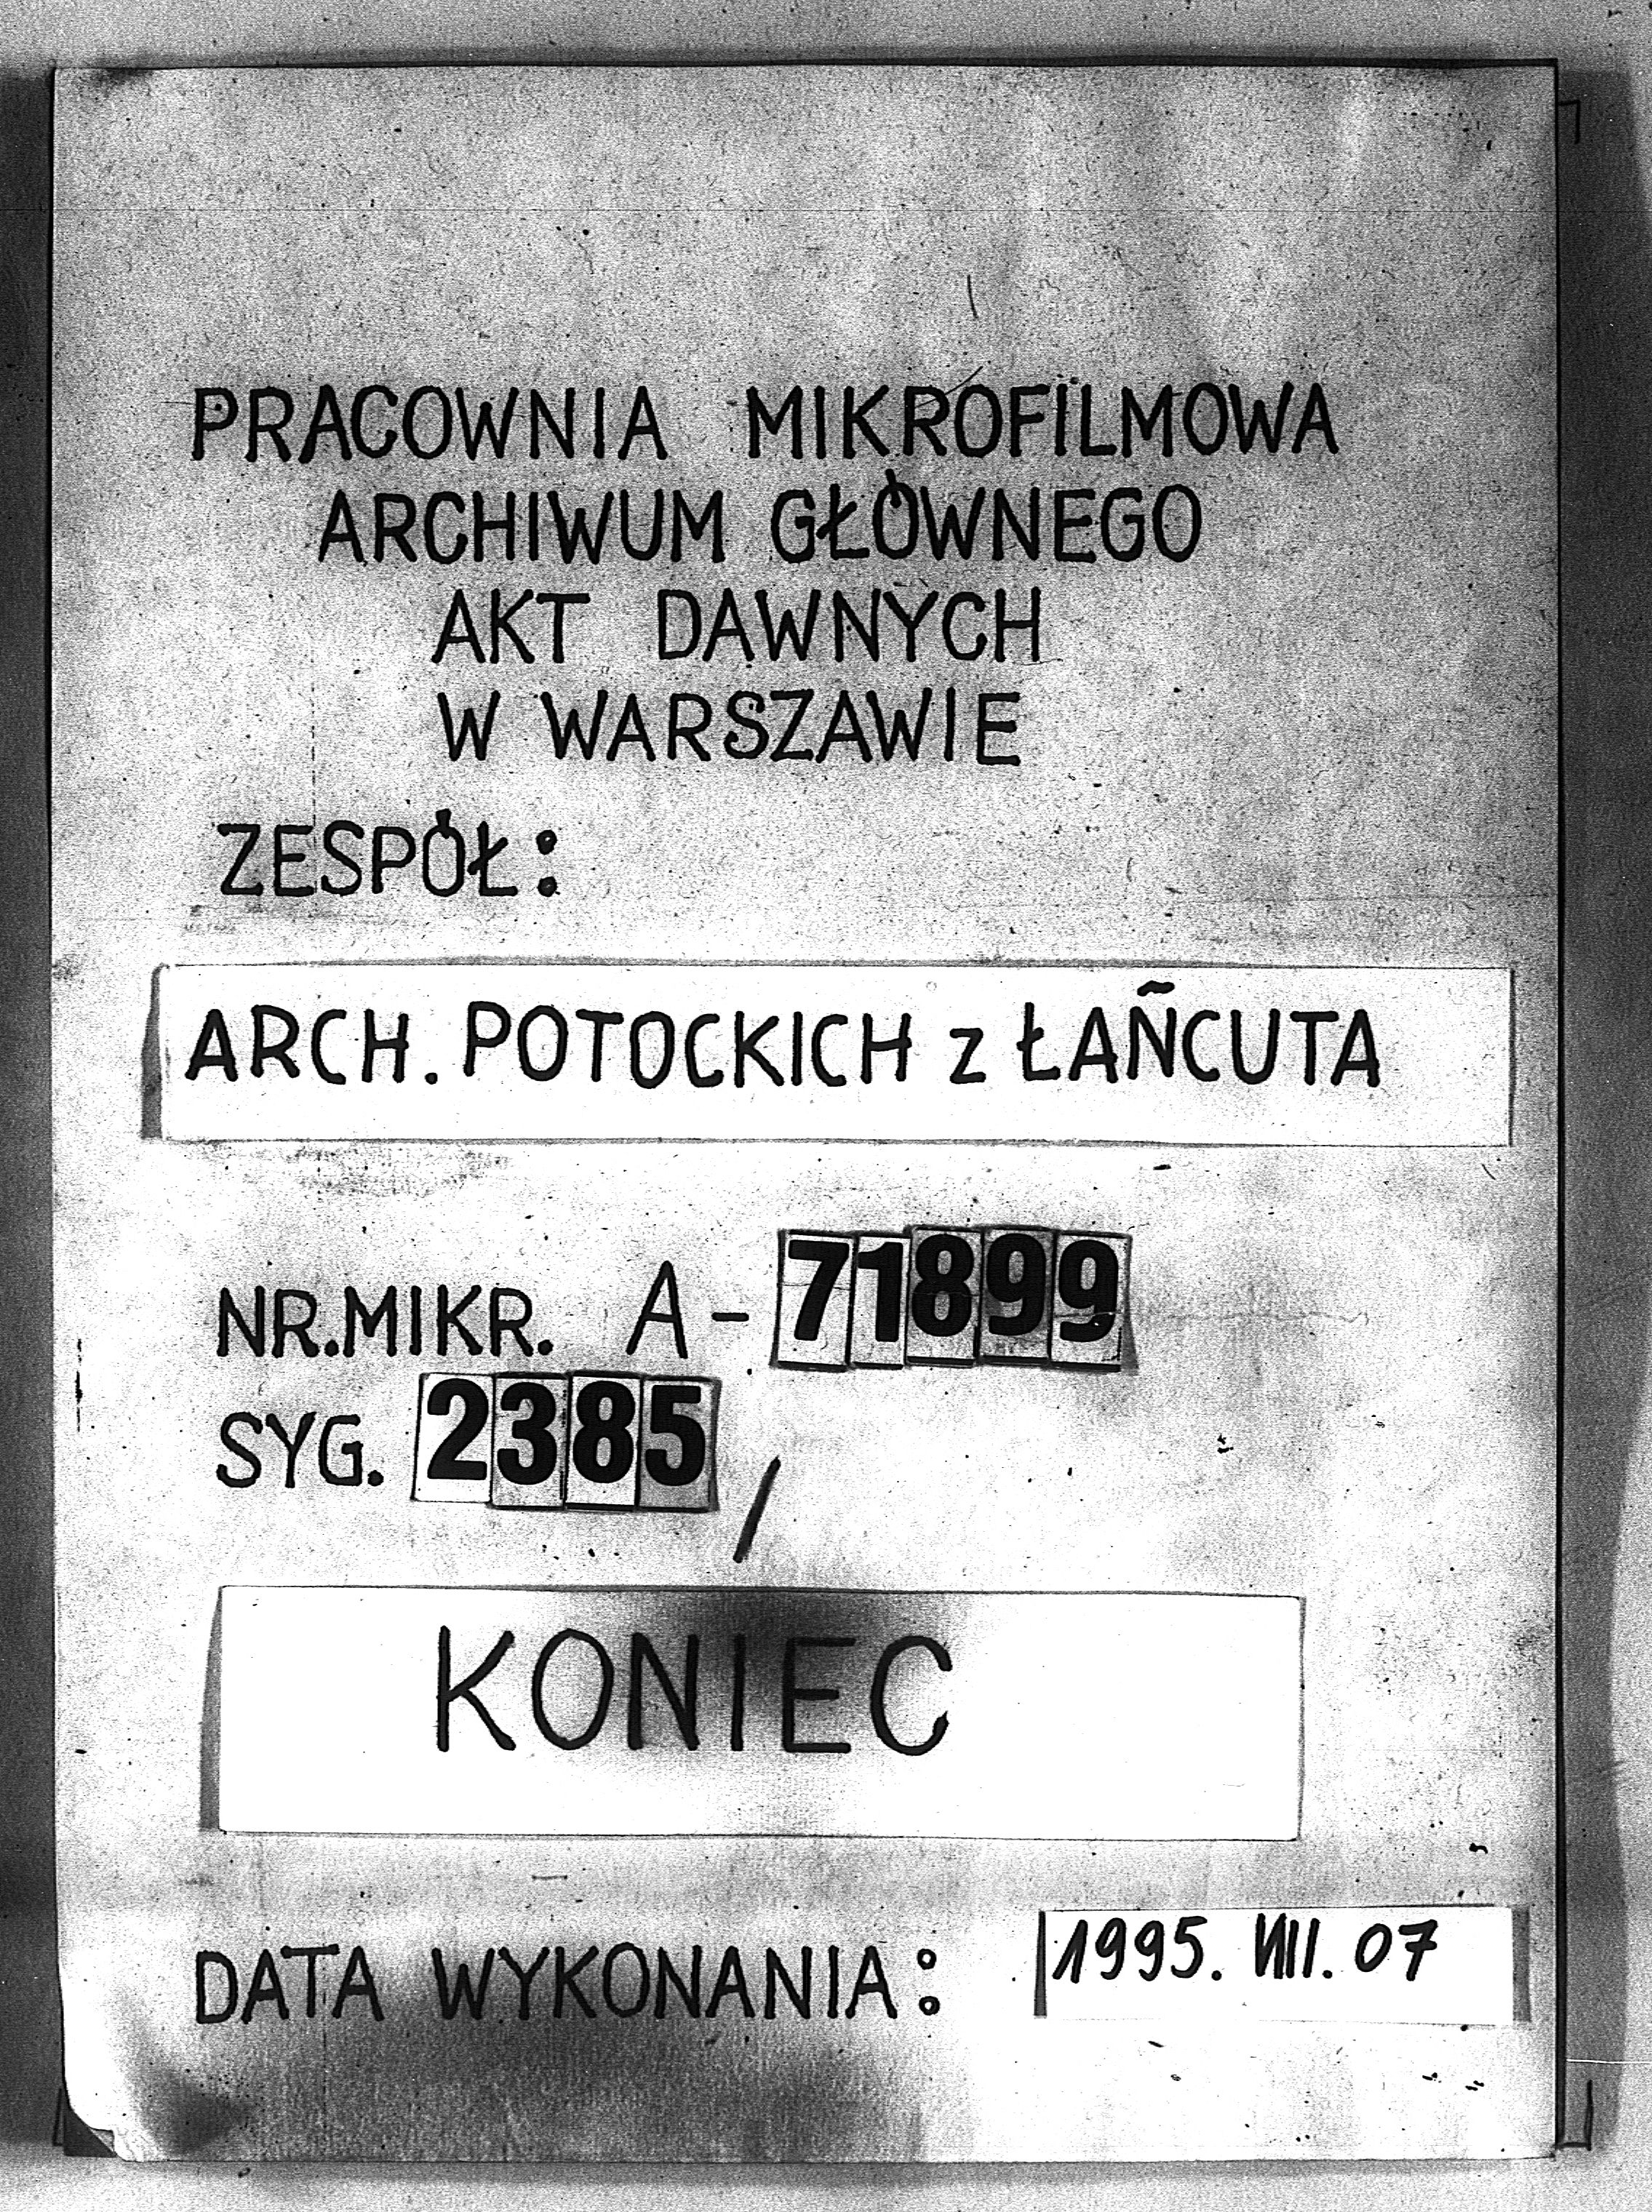 PRACOWNIA MIKROFILMOWA
ARCHIWUM GŁÓWNEGO
AKT DAWNYCH
W WARSZAWIE
ZESPÓŁ:
ARCH. POTOCKICH z ŁAŃCUTA
NR. MIKR. A-71899
SYG. 2385/
KONIEC
DATA WYKONANIA: 1995. VIII. 07